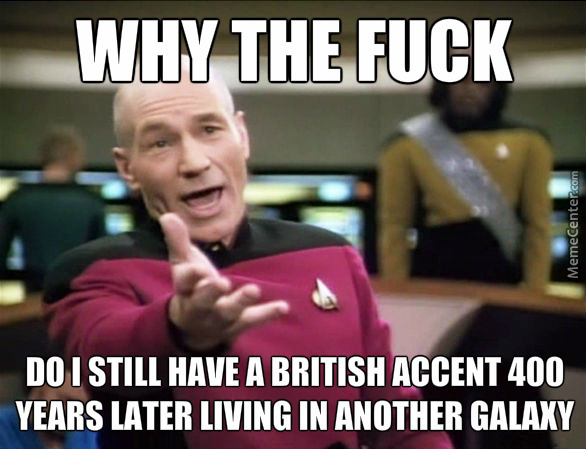 WHY THE FUCK
DO I STILL HAVE A BRITISH ACCENT 400
YEARS LATER LIVING IN ANOTHER GALAXY
MemeCenter.com